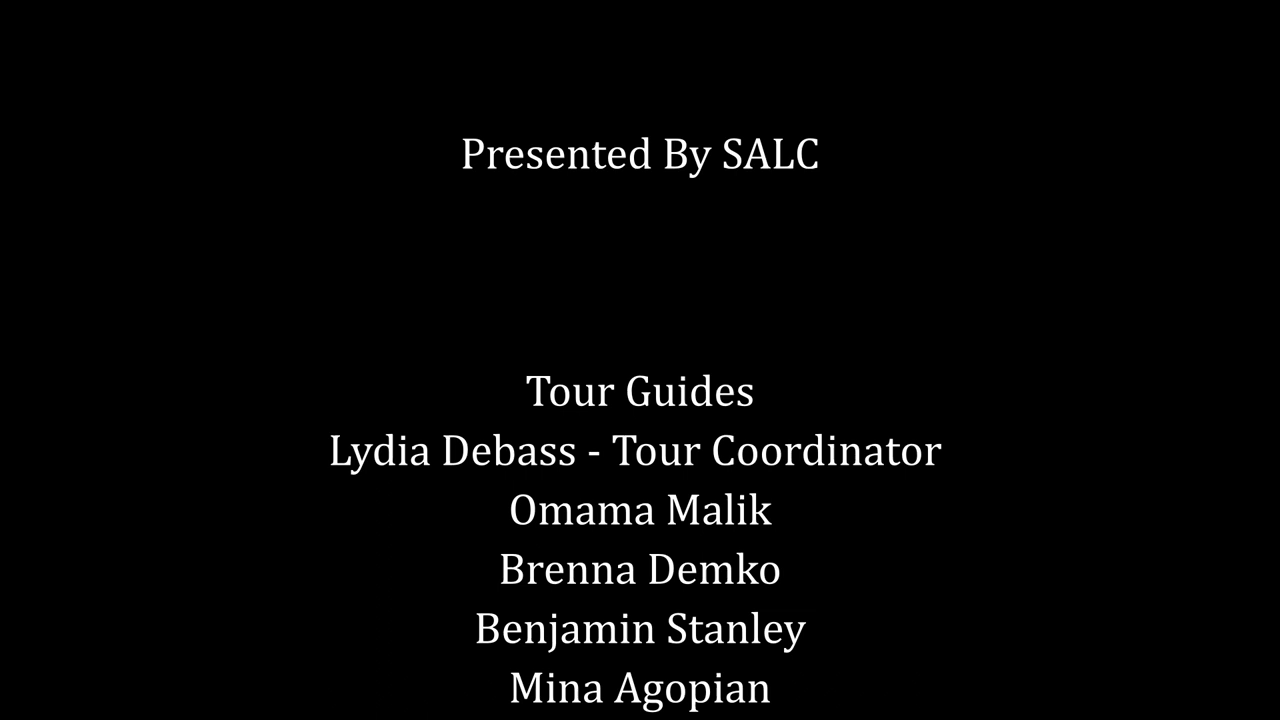 Presented By SALC
Tour Guides
Lydia Debass - Tour Coordinator
Omama Malik
Brenna Demko
Benjamin Stanley
Mina Agopian